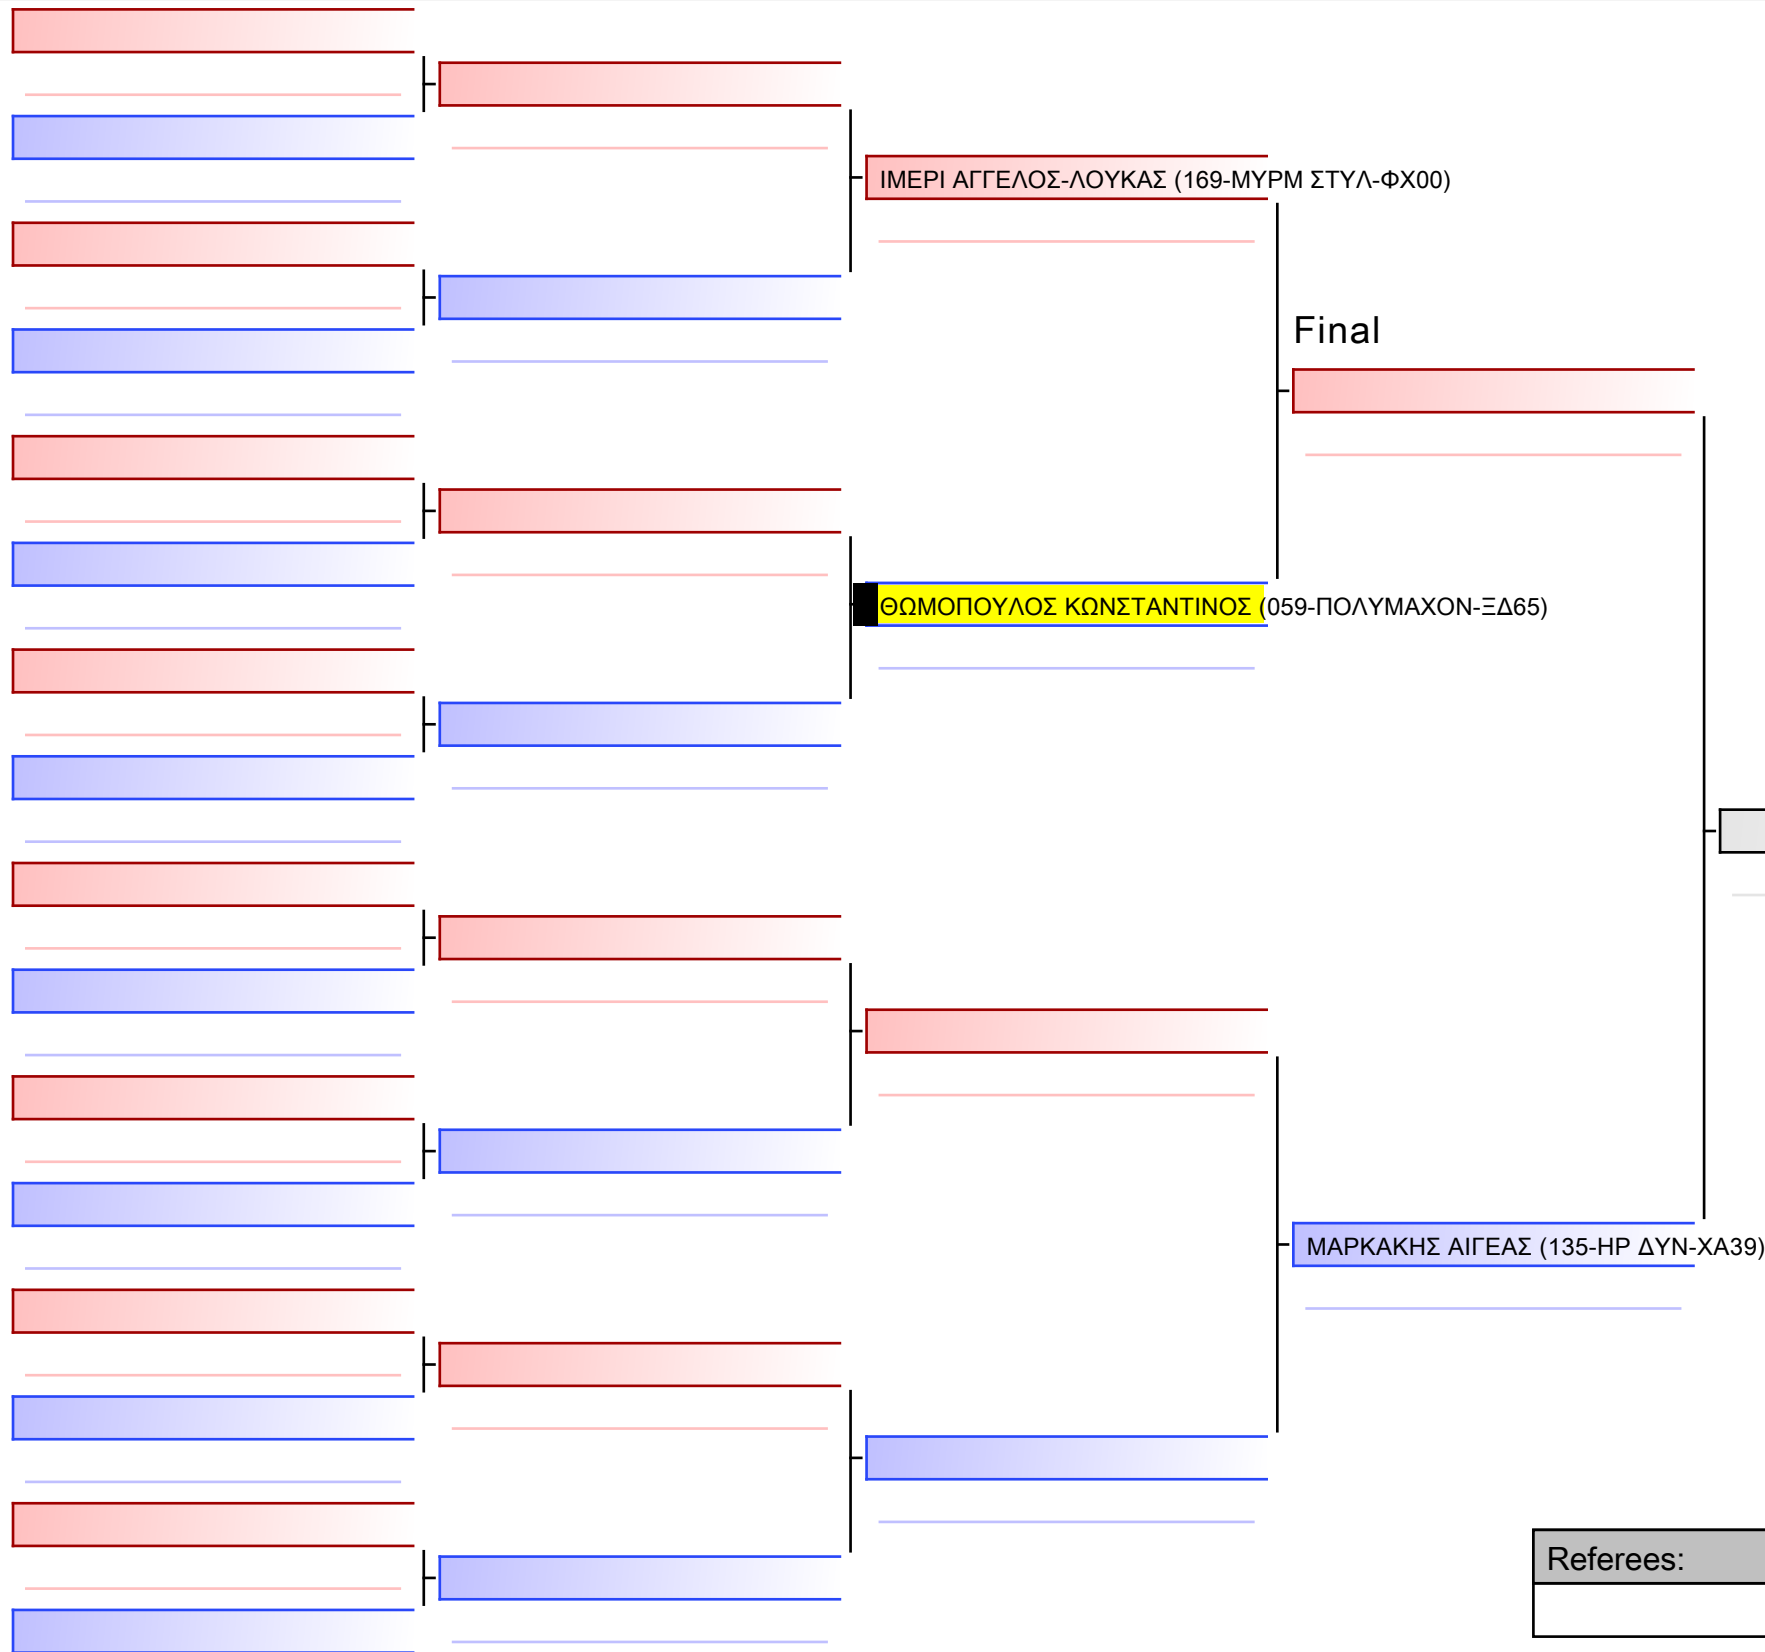 ΙΜΕΡΙ ΑΓΓΕΛΟΣ-ΛΟΥΚΑΣ (169-ΜΥΡΜ ΣΤΥΛ-ΦΧ00)
Final
ΘΩΜΟΠΟΥΛΟΣ ΚΩΝΣΤΑΝΤΙΝΟΣ (059-ΠΟΛΥΜΑΧΟΝ-ΞΔ65)
ΜΑΡΚΑΚΗΣ ΑΙΓΕΑΣ (135-ΗΡ ΔΥΝ-ΧΑ39)
Referees: